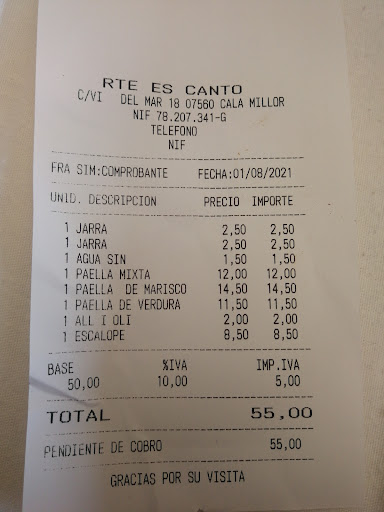 RTE ES CANTO
C/VI DEL MAR 18 07560 CALA MILLOR
NIF 78.207.341-G
TELEFONO
NIF
FRA SIM:COMPROBANTE FECHA:01/08/2021
UNID. DESCRIPCION PRECIO IMPORTE
1 JARRA 2,50 2,50
1 JARRA 2,50 2,50
1 AGUA SIN 1,50 1,50
1 PAELLA MIXTA 12,00 12,00
1 PAELLA DE MARISCO 14,50 14,50
1 PAELLA DE VERDURA 11,50 11,50
1 ALL I OLI 2,00 2,00
1 ESCALOPE 8,50 8,50
BASE %IVA IMP.IVA
50,00 10,00 5,00
TOTAL 55,00
PENDIENTE DE COBRO 55,00
GRACIAS POR SU VISITA